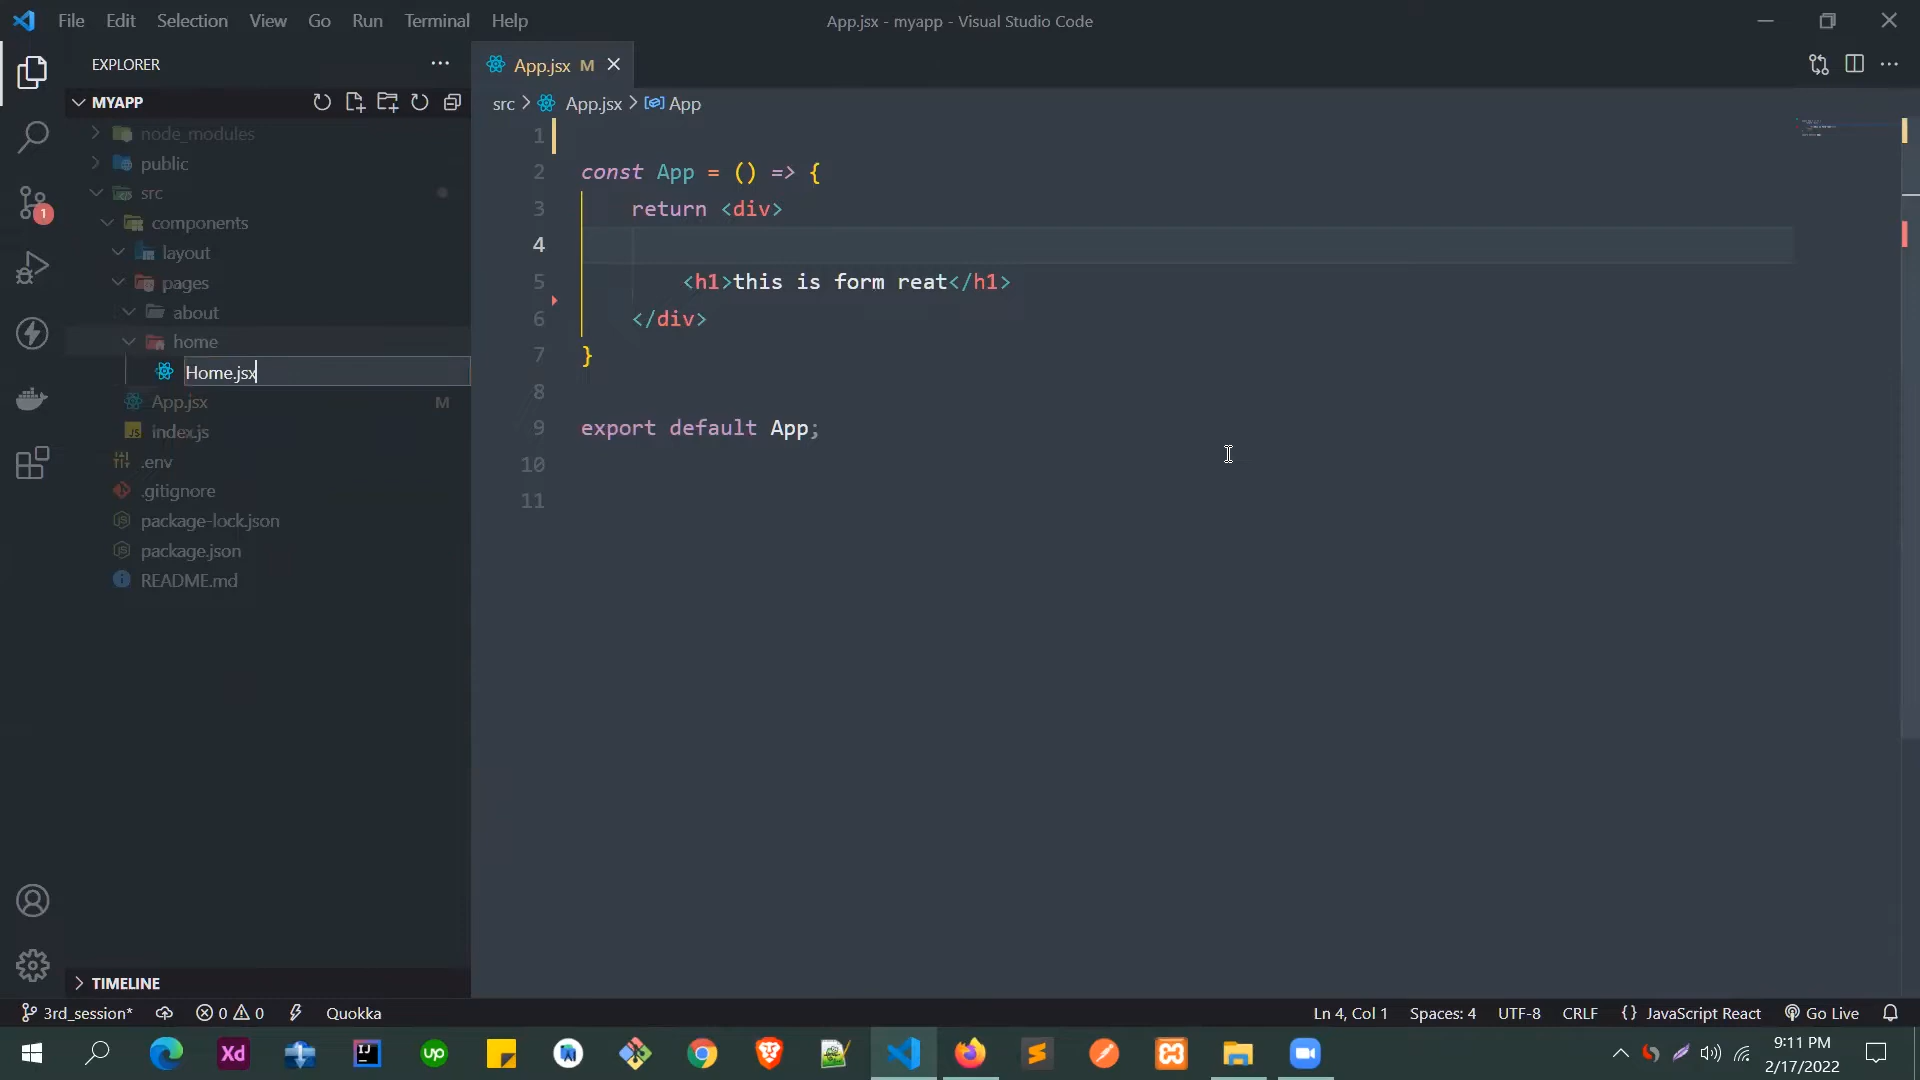 File Edit Selection View Go Run Terminal Help
App.jsx - myapp - Visual Studio Code
EXPLORER
MYAPP
node_modules
public
src
components
layout
pages
about
home
Home.jsx
App.jsx M
index.js
.env
.gitignore
package-lock.json
package.json
README.md
TIMELINE
1
App.jsx M
src > App.jsx > App
1
2 const App = () => {
3 return <div>
4
5 <h1>this is form reat</h1>
6 </div>
7 }
8
9 export default App;
10
11
3rd_session* 0 0 Quokka
Ln 4, Col 1 Spaces: 4 UTF-8 CRLF {} JavaScript React Go Live
Xd
IJ
up
9:11 PM
2/17/2022